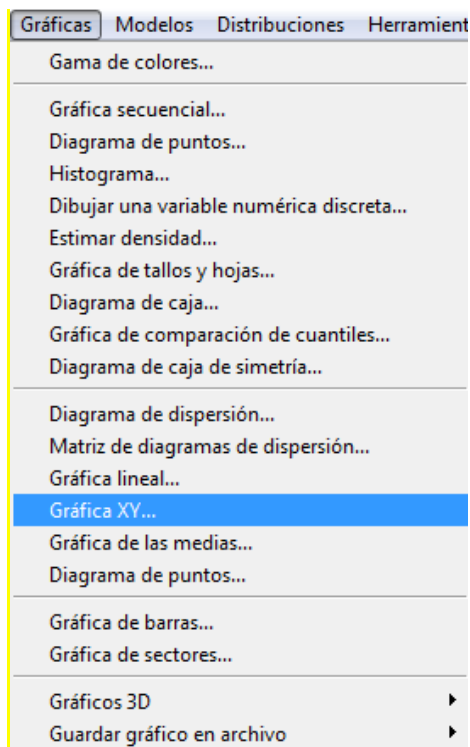 Gráficas Modelos Distribuciones Herramient
Gama de colores...
Gráfica secuencial...
Diagrama de puntos...
Histograma...
Dibujar una variable numérica discreta...
Estimar densidad...
Gráfica de tallos y hojas...
Diagrama de caja...
Gráfica de comparación de cuantiles...
Diagrama de caja de simetría...
Diagrama de dispersión...
Matriz de diagramas de dispersión...
Gráfica lineal...
Gráfica XY...
Gráfica de las medias...
Diagrama de puntos...
Gráfica de barras...
Gráfica de sectores...
Gráficos 3D
Guardar gráfico en archivo